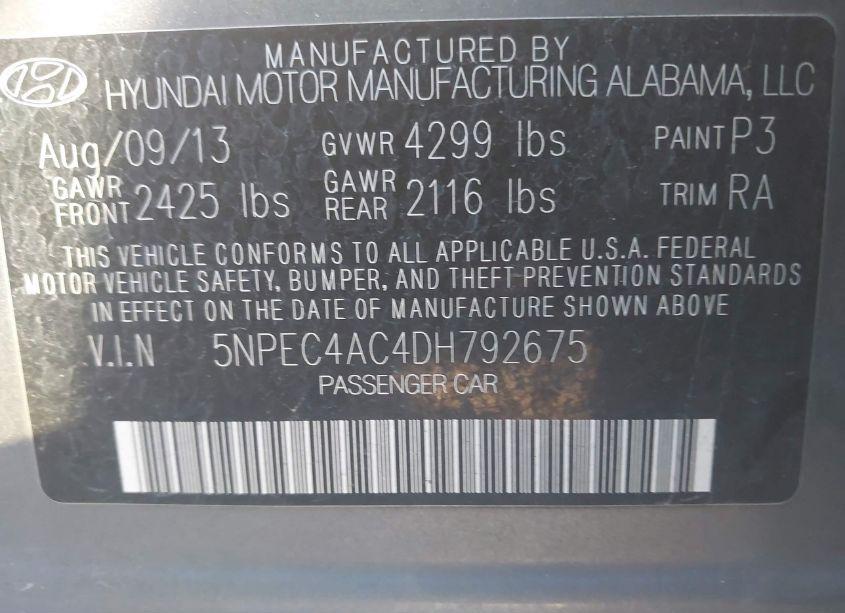 MANUFACTURED BY
HYUNDAI MOTOR MANUFACTURING ALABAMA, LLC
Aug/09/13 GVWR 4299 lbs PAINT P3
GAWR FRONT 2425 lbs GAWR REAR 2116 lbs TRIM RA
THIS VEHICLE CONFORMS TO ALL APPLICABLE U.S.A. FEDERAL
MOTOR VEHICLE SAFETY, BUMPER, AND THEFT PREVENTION STANDARDS
IN EFFECT ON THE DATE OF MANUFACTURE SHOWN ABOVE
V.I.N 5NPEC4AC4DH792675
PASSENGER CAR